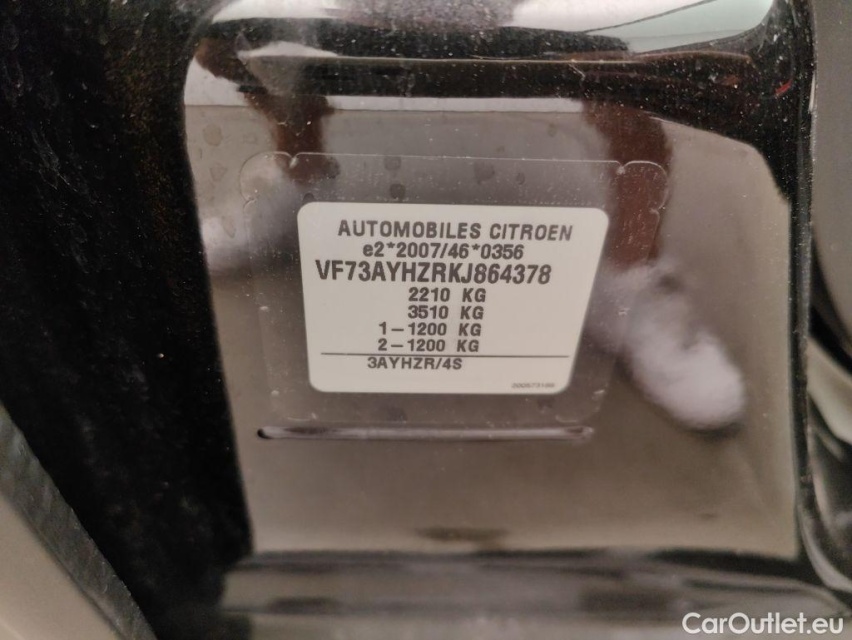 AUTOMOBILES CITROEN
e2*2007/46*0356
VF73AYHZRKJ864378
2210 KG
3510 KG
1-1200 KG
2-1200 KG
3AYHZR/4S
CarOutlet.eu